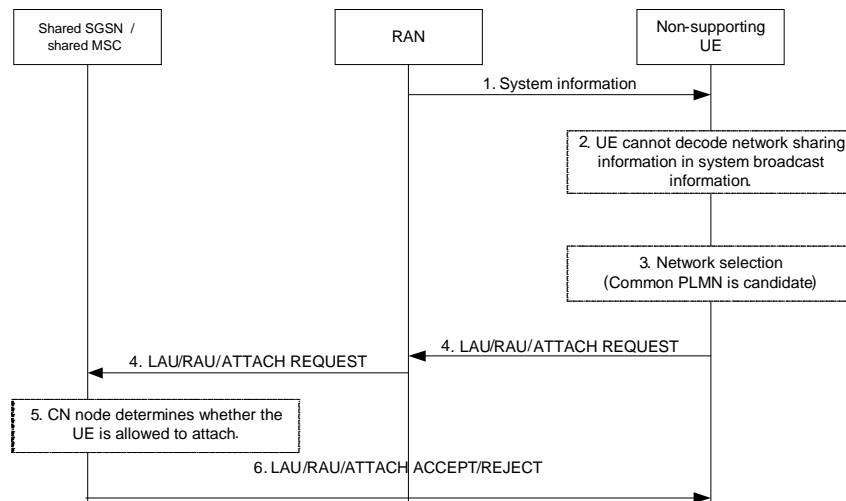 Shared SGSN /
shared MSC
RAN
Non-supporting
UE
1. System information
2. UE cannot decode network sharing
information in system broadcast
information.
3. Network selection
(Common PLMN is candidate)
4. LAU/RAU/ATTACH REQUEST
4. LAU/RAU/ATTACH REQUEST
5. CN node determines whether the
UE is allowed to attach.
6. LAU/RAU/ATTACH ACCEPT/REJECT